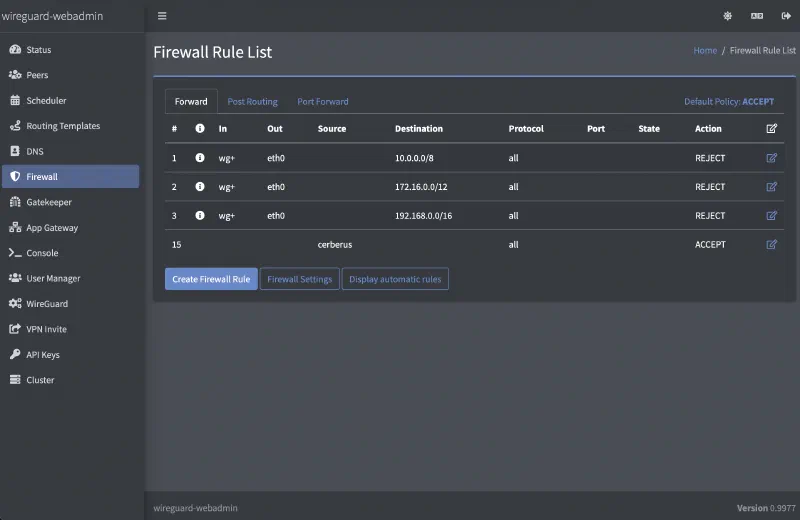 wireguard-webadmin
Status
Peers
Scheduler
Routing Templates
DNS
Firewall
Gatekeeper
App Gateway
Console
User Manager
WireGuard
VPN Invite
API Keys
Cluster
Firewall Rule List
Home / Firewall Rule List
Forward Post Routing Port Forward Default Policy: ACCEPT
# In Out Source Destination Protocol Port State Action
1 wg+ eth0 10.0.0.0/8 all REJECT
2 wg+ eth0 172.16.0.0/12 all REJECT
3 wg+ eth0 192.168.0.0/16 all REJECT
15 cerberus all ACCEPT
Create Firewall Rule Firewall Settings Display automatic rules
wireguard-webadmin Version 0.9977